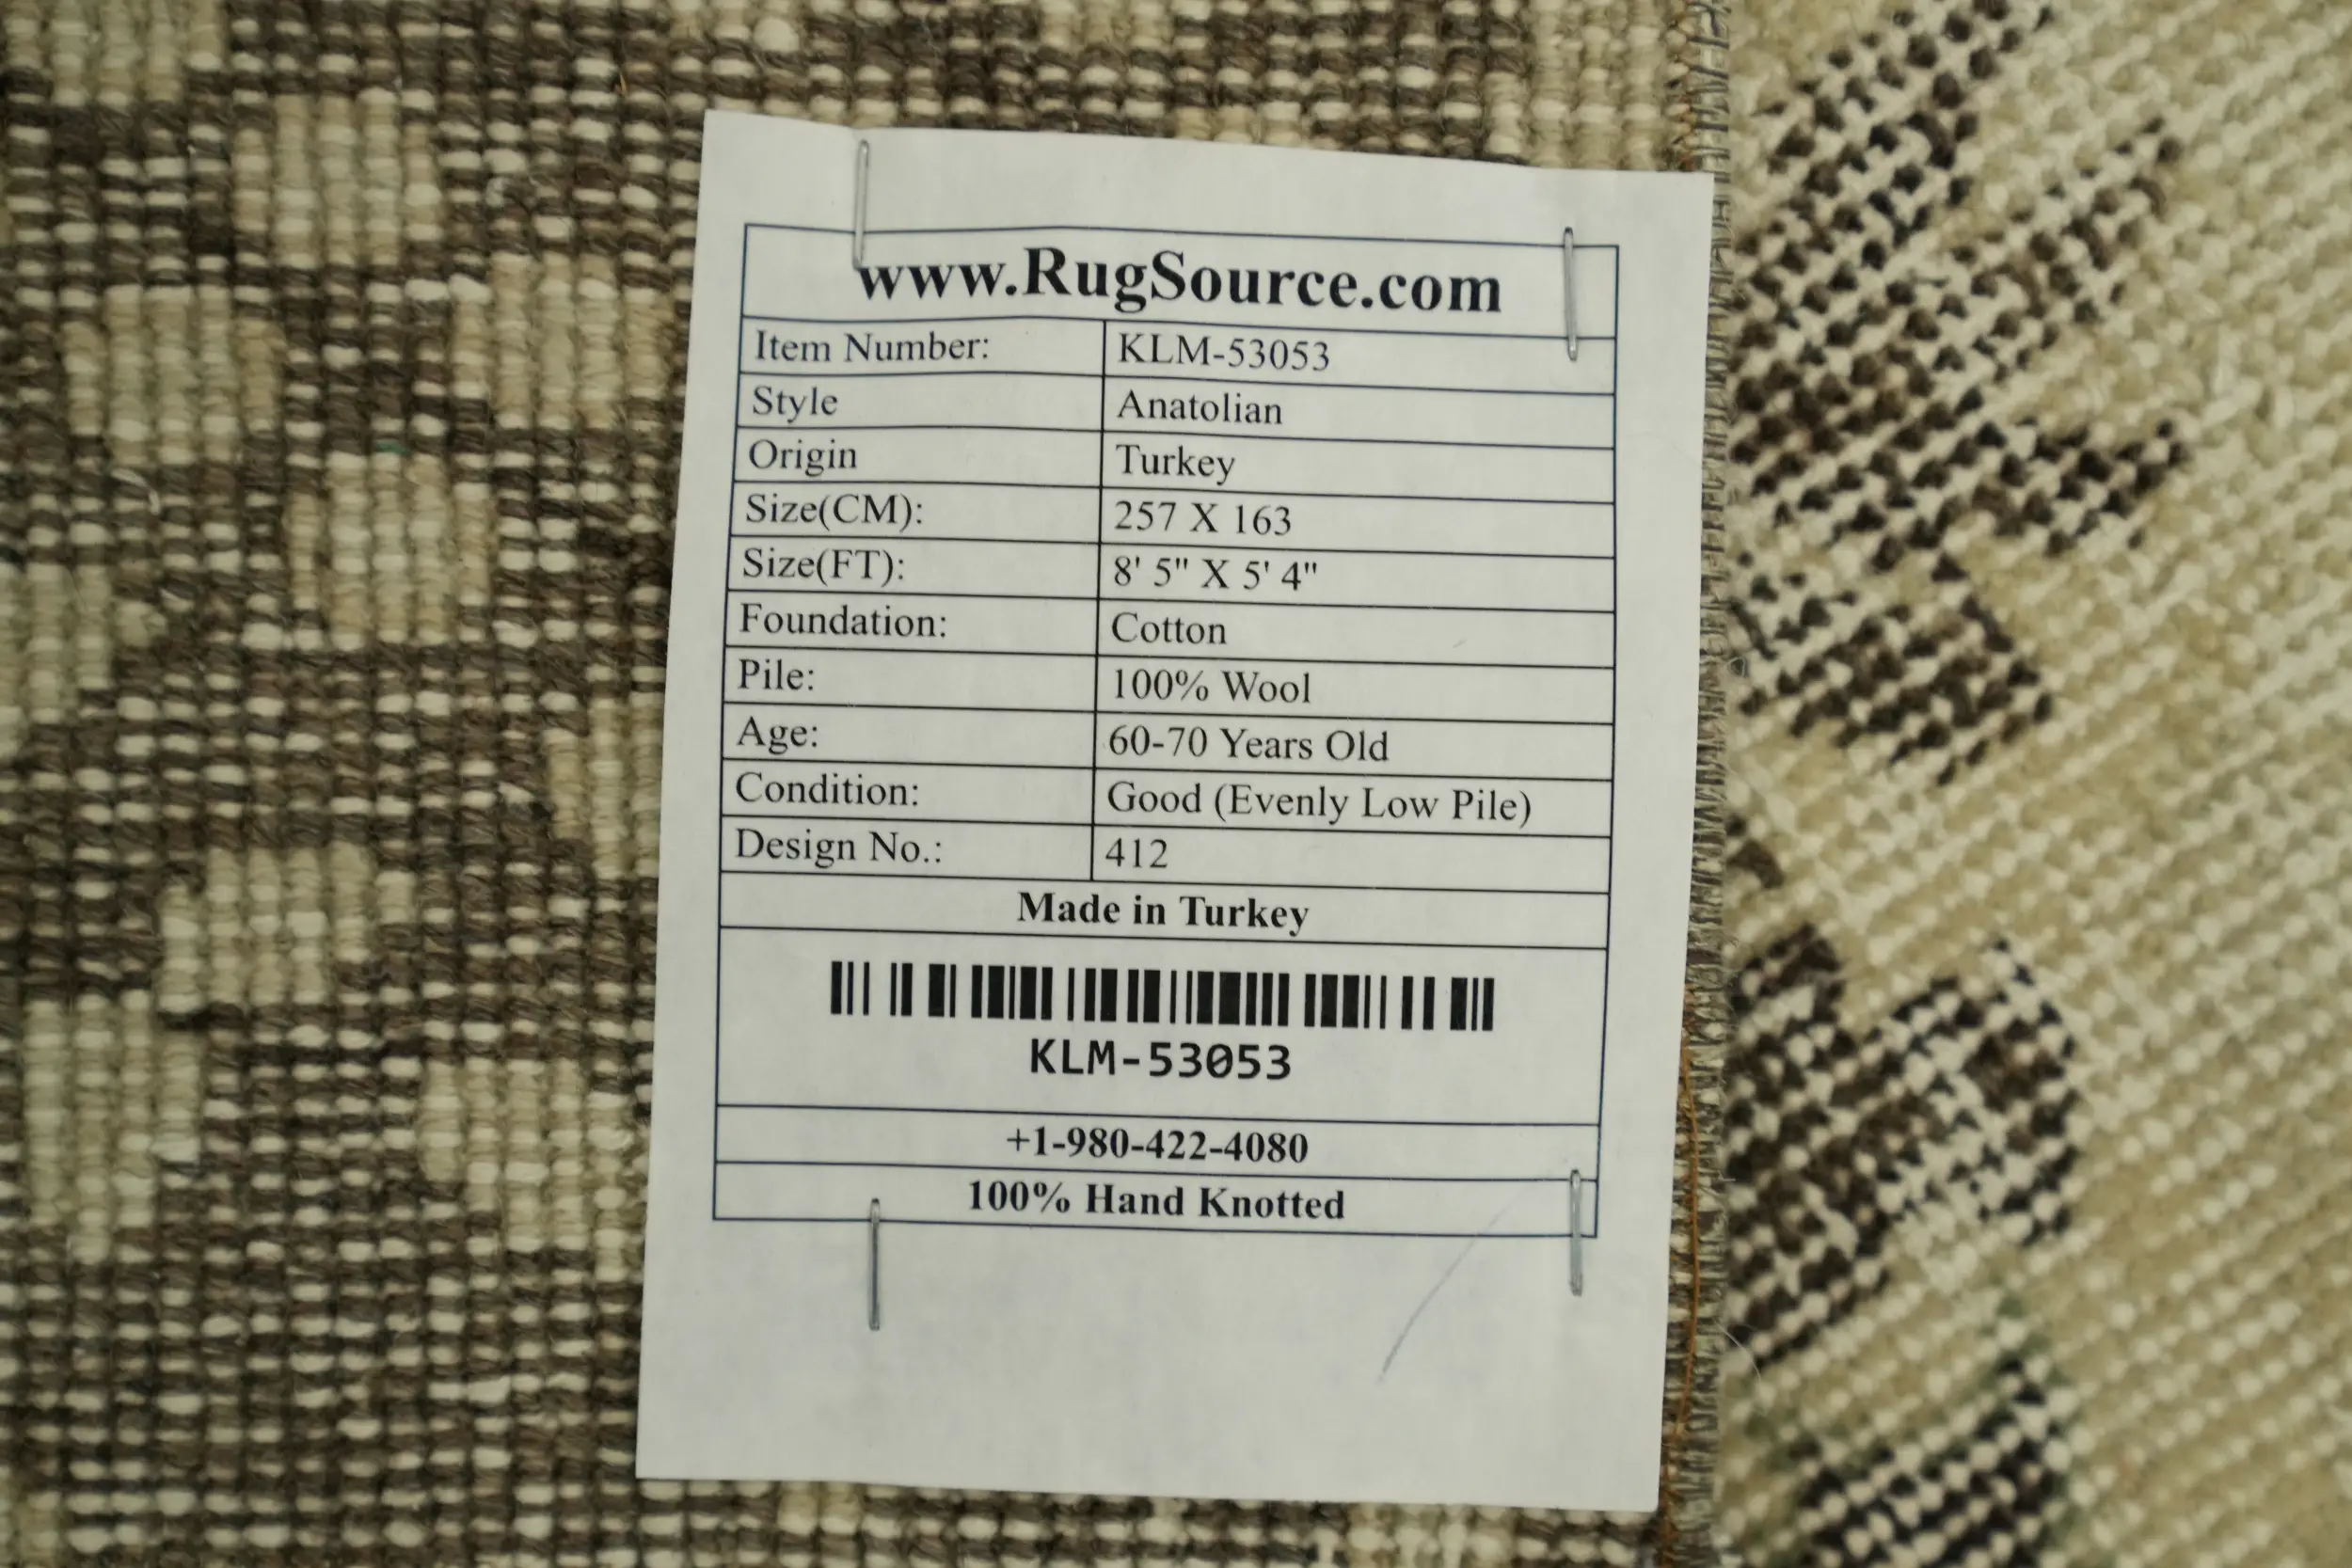 www.RugSource.com
Item Number: KLM-53053
Style Anatolian
Origin Turkey
Size(CM): 257 X 163
Size(FT): 8' 5" X 5' 4"
Foundation: Cotton
Pile: 100% Wool
Age: 60-70 Years Old
Condition: Good (Evenly Low Pile)
Design No.: 412
Made in Turkey
KLM-53053
+1-980-422-4080
100% Hand Knotted